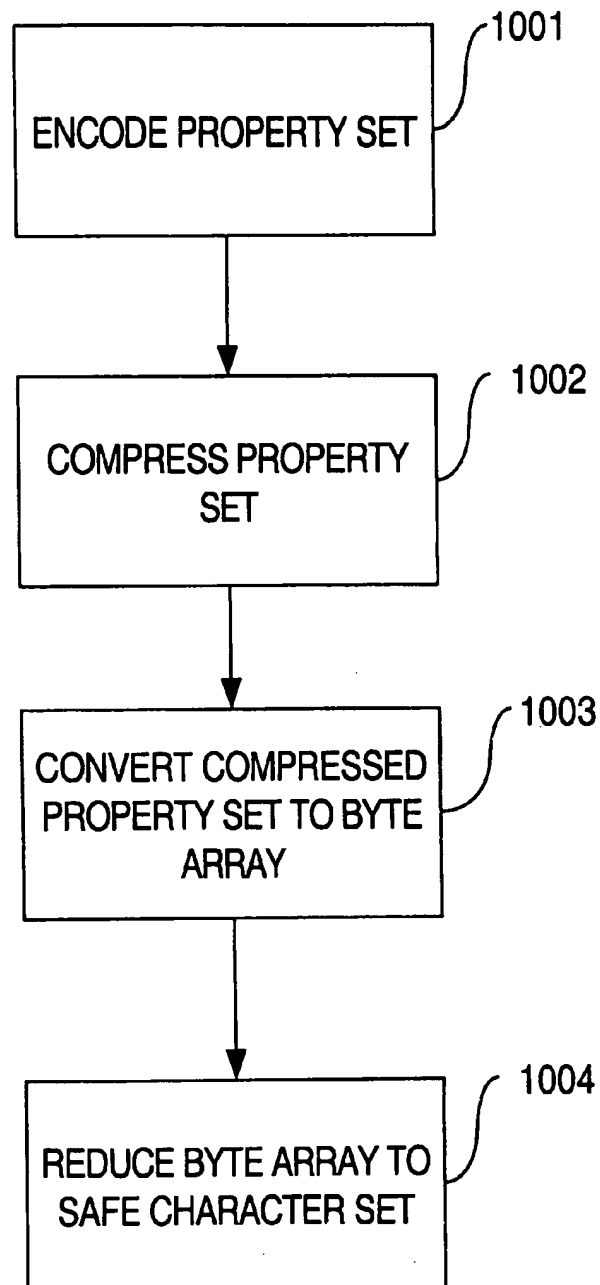 1001
ENCODE PROPERTY SET
1002
COMPRESS PROPERTY
SET
1003
CONVERT COMPRESSED
PROPERTY SET TO BYTE
ARRAY
1004
REDUCE BYTE ARRAY TO
SAFE CHARACTER SET